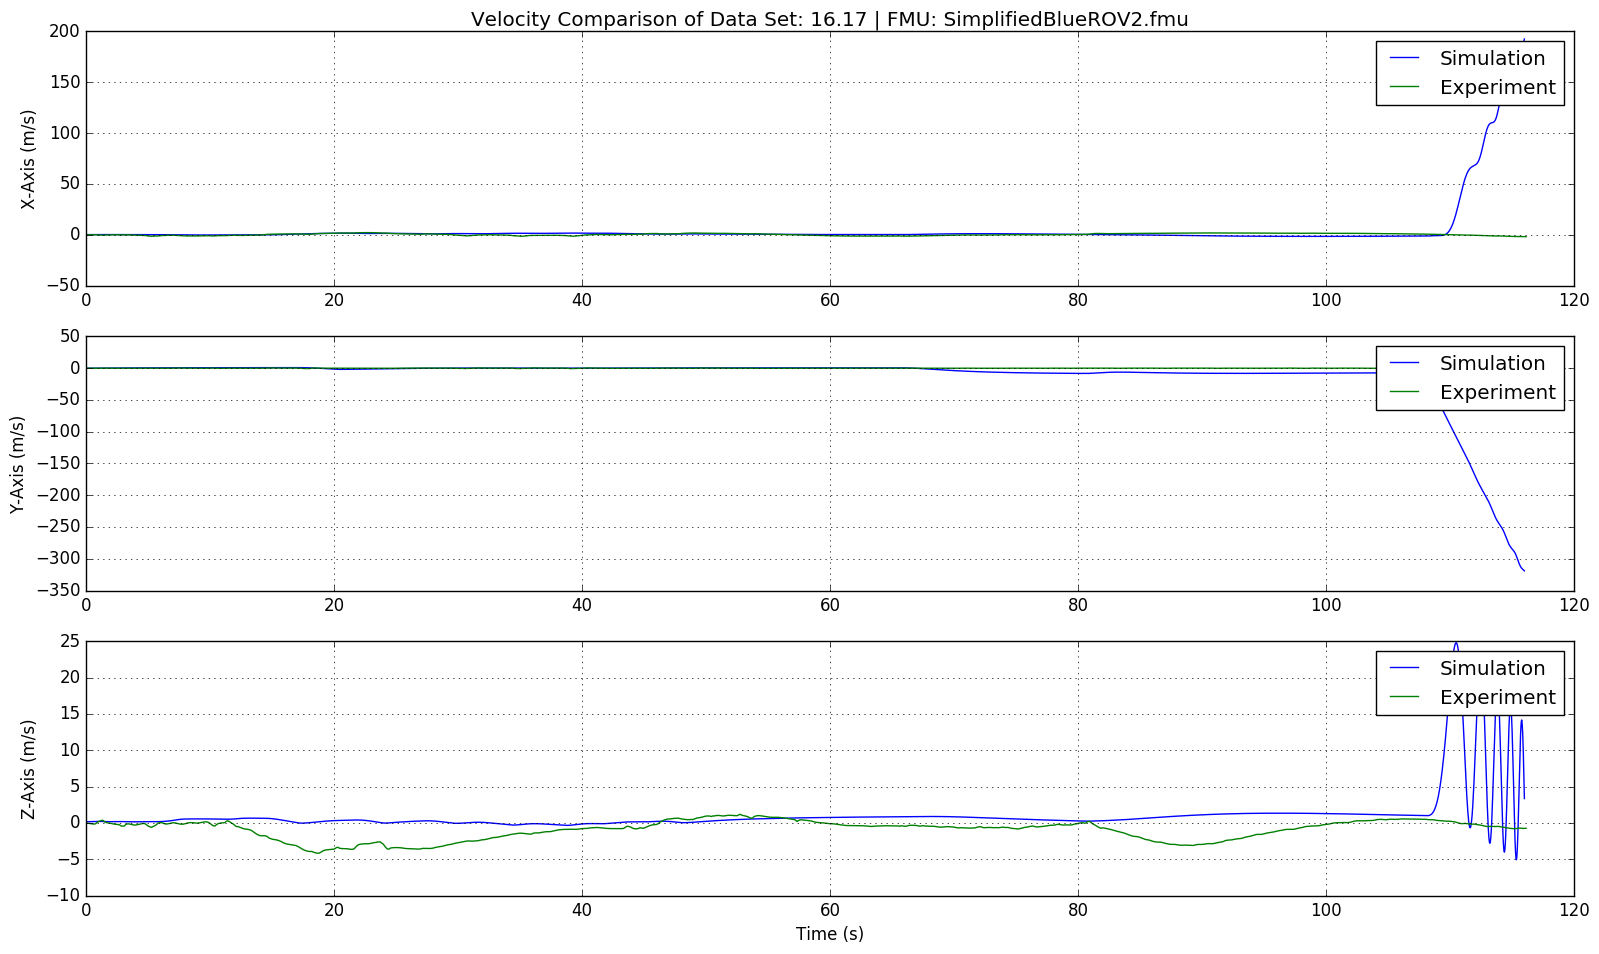 Velocity Comparison of Data Set: 16.17 | FMU: SimplifiedBlueROV2.fmu
X-Axis (m/s)
200
150
100
50
0
−50
Simulation
Experiment
0 20 40 60 80 100 120
Y-Axis (m/s)
50
0
−50
−100
−150
−200
−250
−300
−350
Simulation
Experiment
0 20 40 60 80 100 120
Z-Axis (m/s)
25
20
15
10
5
0
−5
−10
Simulation
Experiment
0 20 40 60 80 100 120
Time (s)